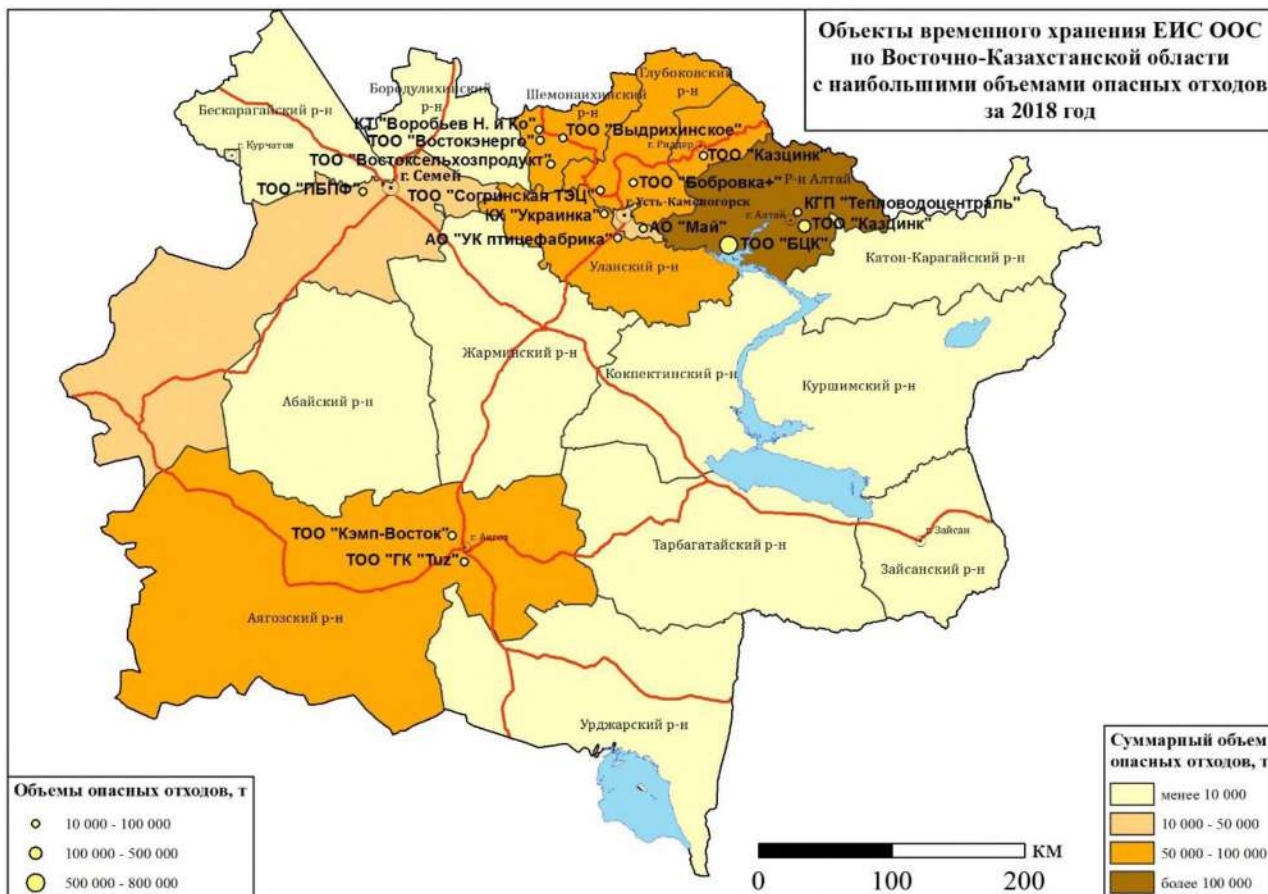 Объекты временного хранения ЕИС ООС
по Восточно-Казахстанской области
с наибольшими объемами опасных отходов
за 2018 год
Глубоковский
р-н
Бородулихинский
р-н
Шемонаихинский
р-н
Бескарагайский р-н
КТ "Воробьев Н. и Ко"
ТОО "Выдрихинское"
ТОО "Востокэнерго"
г. Курчатов
г. Риддер
ТОО "Востоксельхозпродукт"
ТОО "Казцинк"
г. Семей
ТОО "Бобровка+"
Р-н Алтай
ТОО "ПБПФ"
ТОО "Согринская ТЭЦ"
г. Усть-Каменогорск
КГП "Тепловодоцентраль"
КХ "Украинка"
г. Алтай
АО "Май"
ТОО "Казцинк"
АО "УК птицефабрика"
ТОО "БЦК"
Уланский р-н
Катон-Карагайский р-н
Жарминский р-н
Кокпектинский р-н
Куршимский р-н
Абайский р-н
ТОО "Кэмп-Восток"
г. Аягоз
г. Зайсан
Тарбагатайский р-н
ТОО "ГК "Tuz"
Зайсанский р-н
Аягозский р-н
Урджарский р-н
Объемы опасных отходов, т
10 000 - 100 000
100 000 - 500 000
500 000 - 800 000
КМ
0 100 200
Суммарный объем
опасных отходов, т
менее 10 000
10 000 - 50 000
50 000 - 100 000
более 100 000